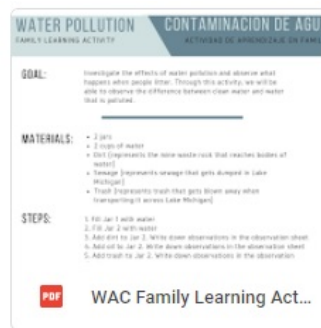 WATER POLLUTION
FAMILY LEARNING ACTIVITY
CONTAMINACIÓN DE AGU
ACTIVIDAD DE APRENDIZAJE EN FAMIL
GOAL:
Investigate the effects of water pollution and observe what
happens when people litter. Through this activity, we will be
able to observe the difference between clean water and water
that is polluted.
MATERIALS:
• 2 jars
• 2 cups of water
• Dirt [represents the mine waste rock that reaches bodies of
water]
• Sewage [represents sewage that gets dumped in Lake
Michigan]
• Trash [represents trash that gets blown away when
transporting it across Lake Michigan]
STEPS:
1. Fill Jar 1 with water
2. Fill Jar 2 with water
3. Add dirt to Jar 2. Write down observations in the observation sheet
4. Add oil to Jar 2. Write down observations in the observation sheet
5. Add trash to Jar 2. Write down observations in the observation
PDF
WAC Family Learning Act...